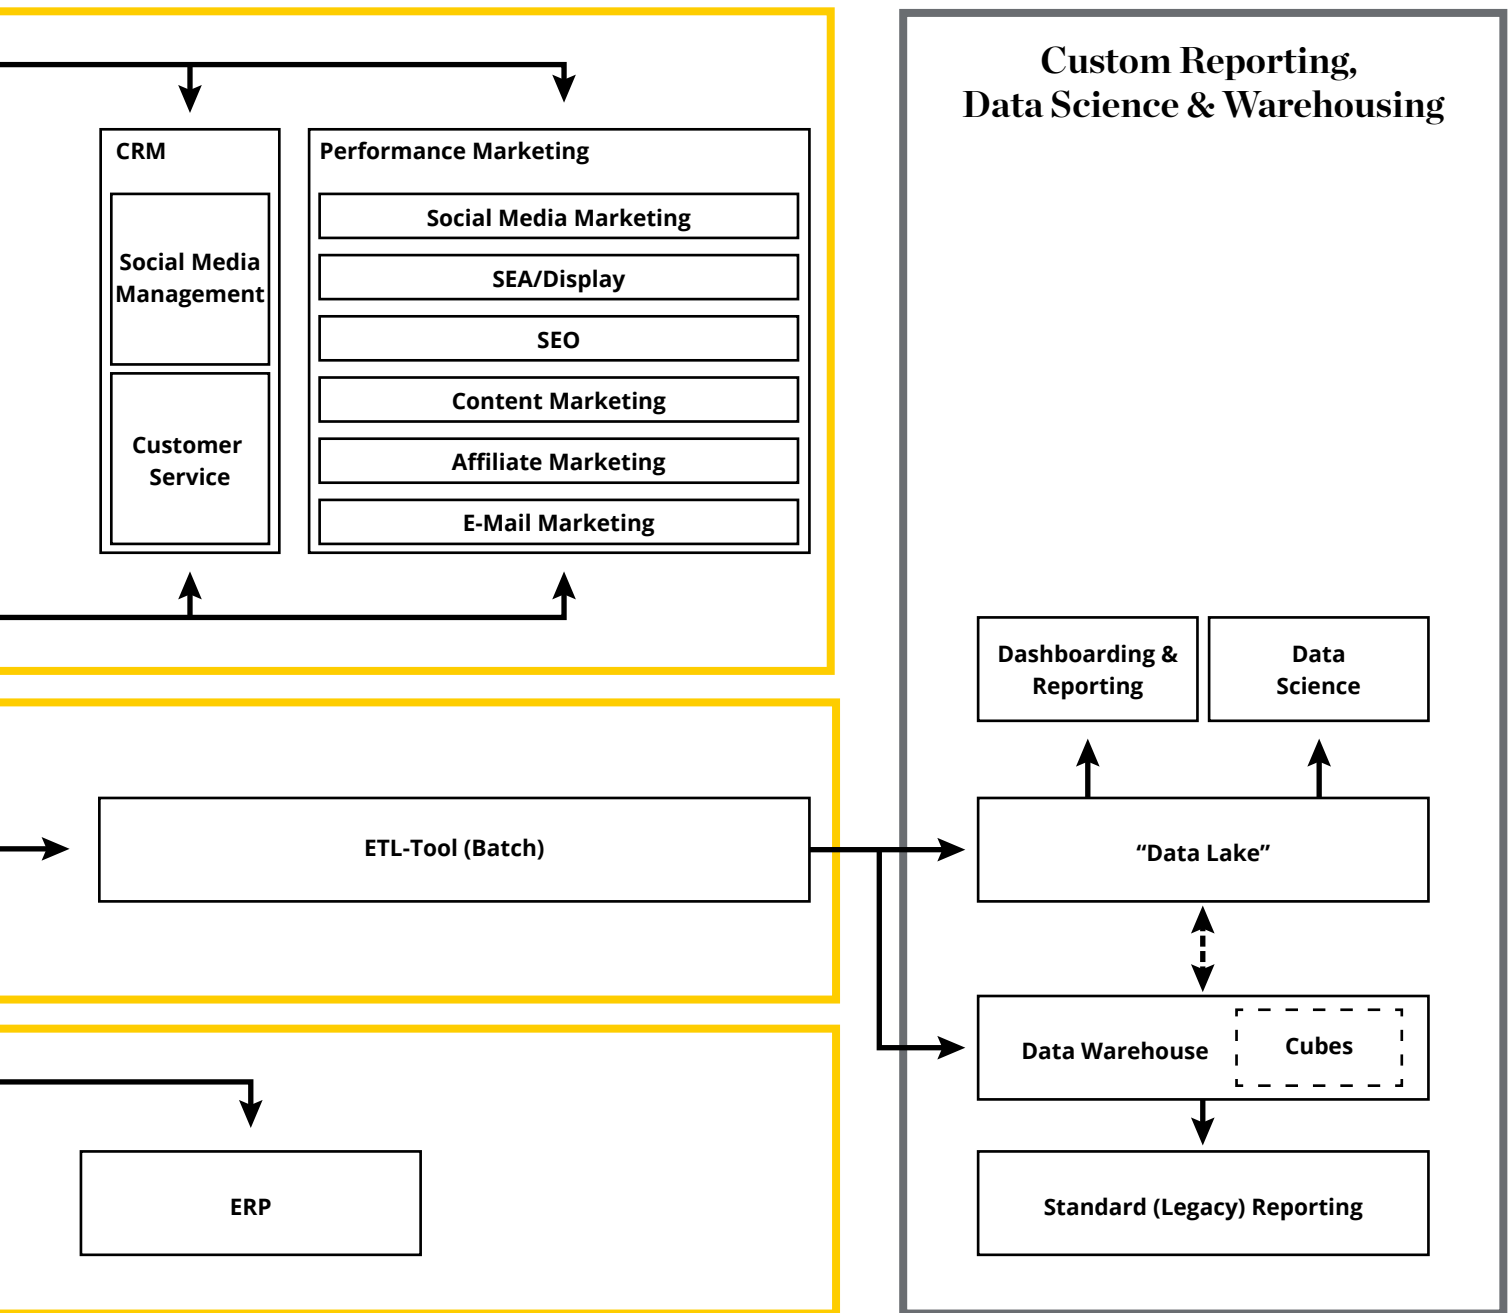 Custom Reporting,
Data Science & Warehousing
CRM
Social Media
Management
Customer
Service
Performance Marketing
Social Media Marketing
SEA/Display
SEO
Content Marketing
Affiliate Marketing
E-Mail Marketing
Dashboarding &
Reporting
Data
Science
ETL-Tool (Batch)
“Data Lake”
Data Warehouse
Cubes
ERP
Standard (Legacy) Reporting